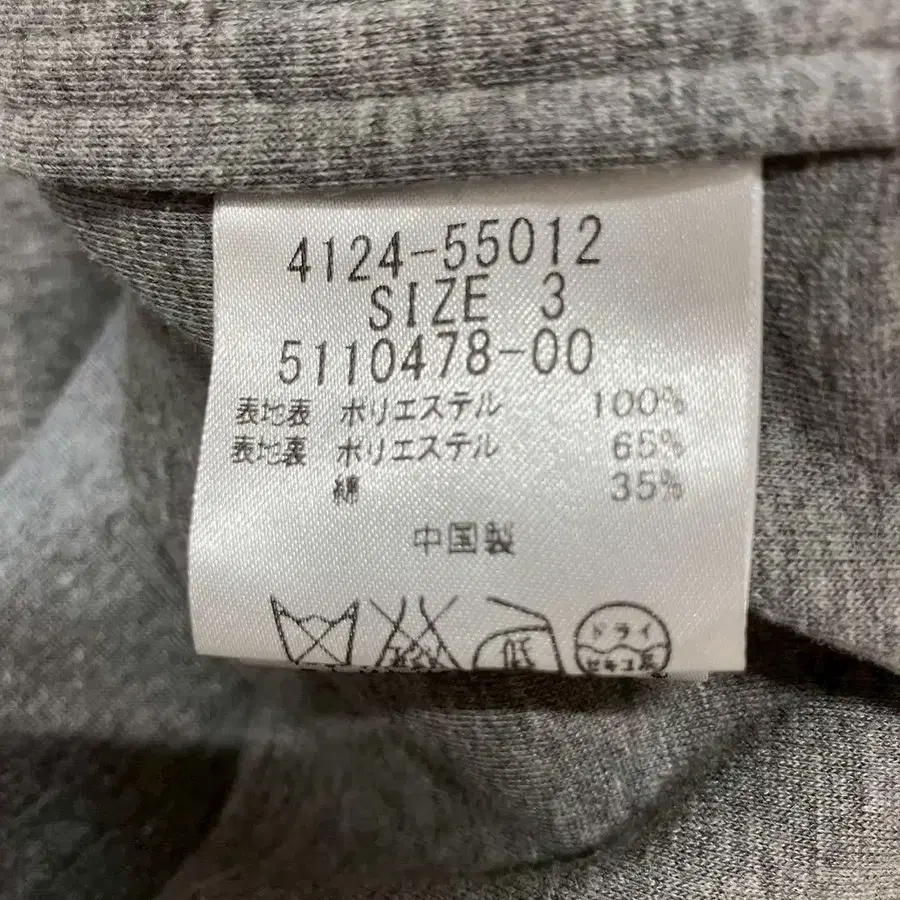 4124-55012
SIZE 3
5110478-00
表地表 ポリエステル 100%
表地裏 ポリエステル 65%
綿 35%
中国製
低 ドライ
セキユ系